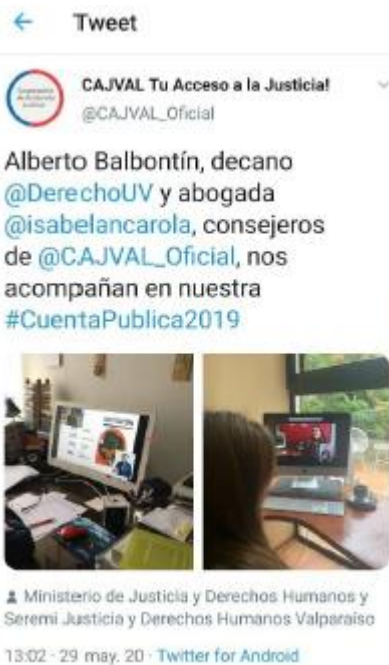 Tweet
CAJVAL Tu Acceso a la Justicia!
@CAJVAL_Oficial
Alberto Balbontín, decano
@DerechoUV y abogada
@isabelancarola, consejeros
de @CAJVAL_Oficial, nos
acompañan en nuestra
#CuentaPublica2019
Ministerio de Justicia y Derechos Humanos y
Seremi Justicia y Derechos Humanos Valparaíso
13:02 · 29 may. 20 · Twitter for Android